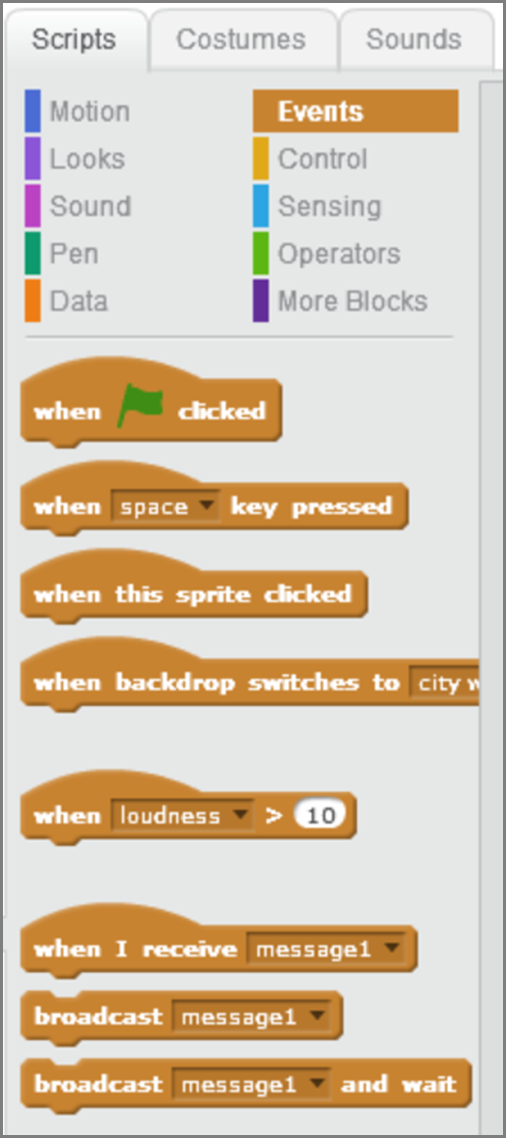 Scripts Costumes Sounds
Motion Events
Looks Control
Sound Sensing
Pen Operators
Data More Blocks
when clicked
when space key pressed
when this sprite clicked
when backdrop switches to city w
when loudness > 10
when I receive message1
broadcast message1
broadcast message1 and wait